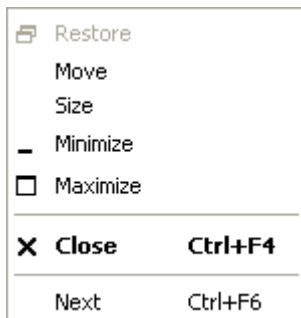 Restore
Move
Size
Minimize
Maximize
Close Ctrl+F4
Next Ctrl+F6